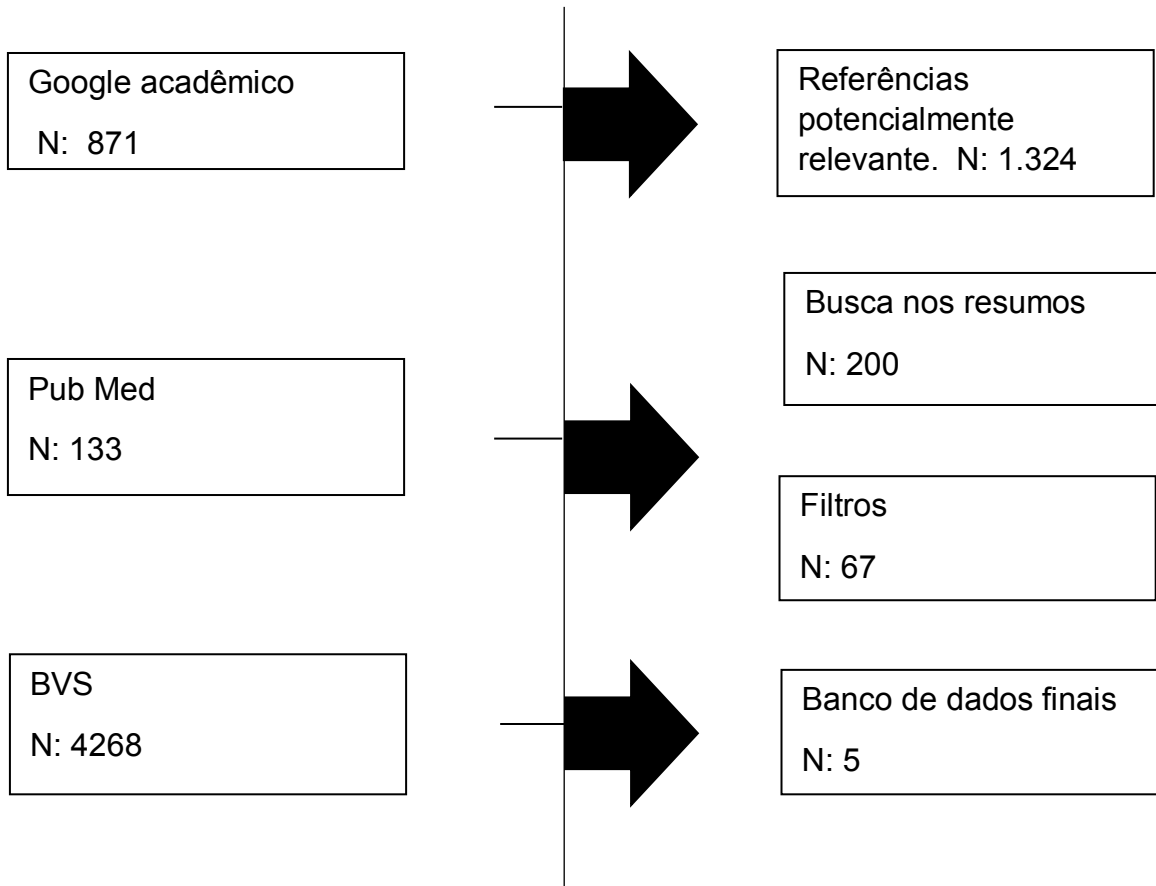 Google acadêmico
N: 871
Pub Med
N: 133
BVS
N: 4268
Referências
potencialmente
relevante. N: 1.324
Busca nos resumos
N: 200
Filtros
N: 67
Banco de dados finais
N: 5